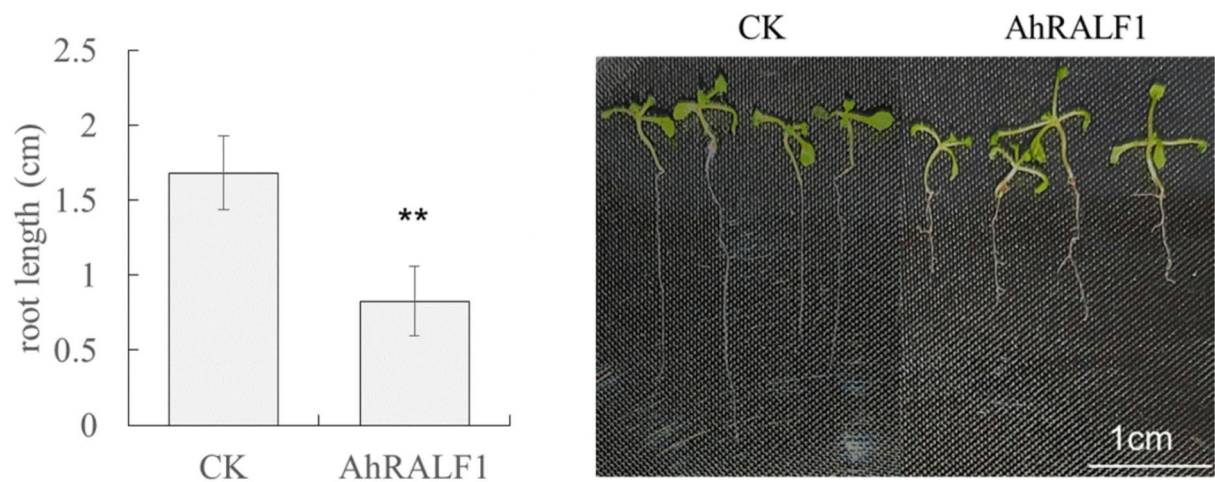 2.5
2
1.5
1
0.5
0
root length (cm)
**
CK
AhRALF1
CK
AhRALF1
1cm